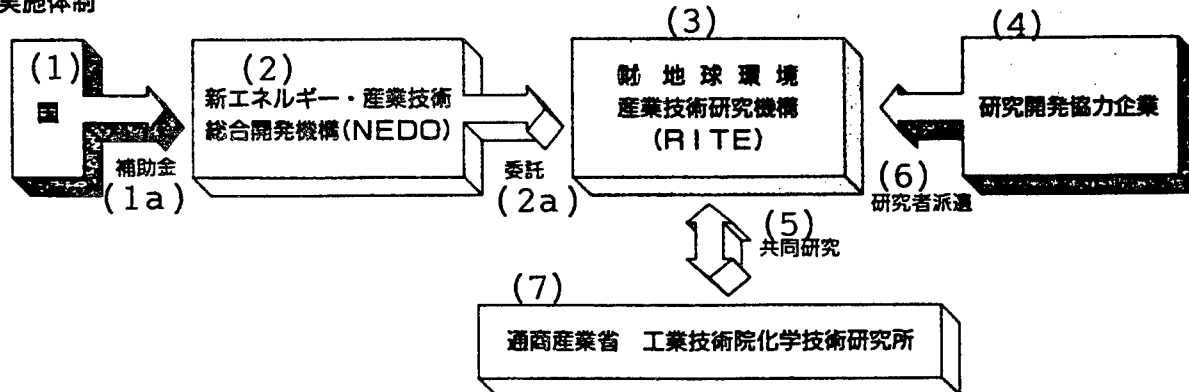 実施体制
(1)
国
(1a)
補助金
(2)
新エネルギー・産業技術
総合開発機構(NEDO)
(2a)
委託
(3)
㈶ 地球環境
産業技術研究機構
(RITE)
(4)
研究開発協力企業
(6)
研究者派遣
(5)
共同研究
(7)
通商産業省 工業技術院化学技術研究所